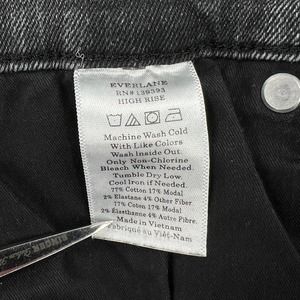 EVERLANE
RN# 139393
HIGH RISE
Machine Wash Cold
With Like Colors
Wash Inside Out.
Only Non-Chlorine
Bleach When Needed.
Tumble Dry Low.
Cool Iron if Needed.
77% Cotton 17% Modal
2% Elastane 4% Other Fiber
77% Coton 17% Modal
2% Elasthanne 4% Autre Fibre
Made in Vietnam
Fabriqué au Viêt-Nam
SINGER